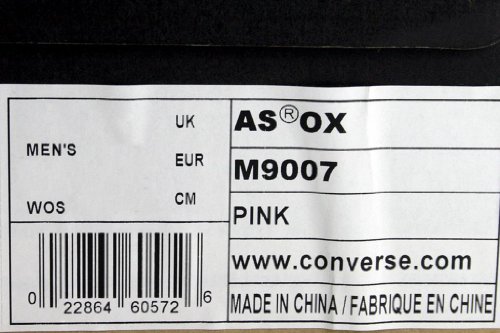 MEN'S
WOS
UK
EUR
CM
AS®OX
M9007
PINK
www.converse.com
MADE IN CHINA / FABRIQUE EN CHINE
0 22864 60572 6